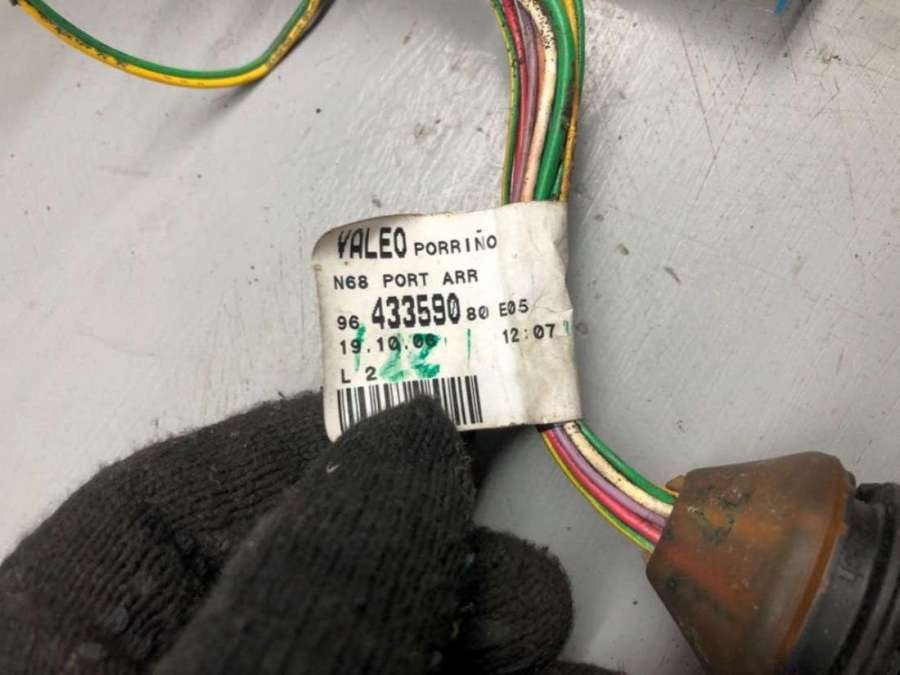 VALEO PORRIÑO
N68 PORT ARR
96 433590 80 E05
19.10.06 12:07
L 2